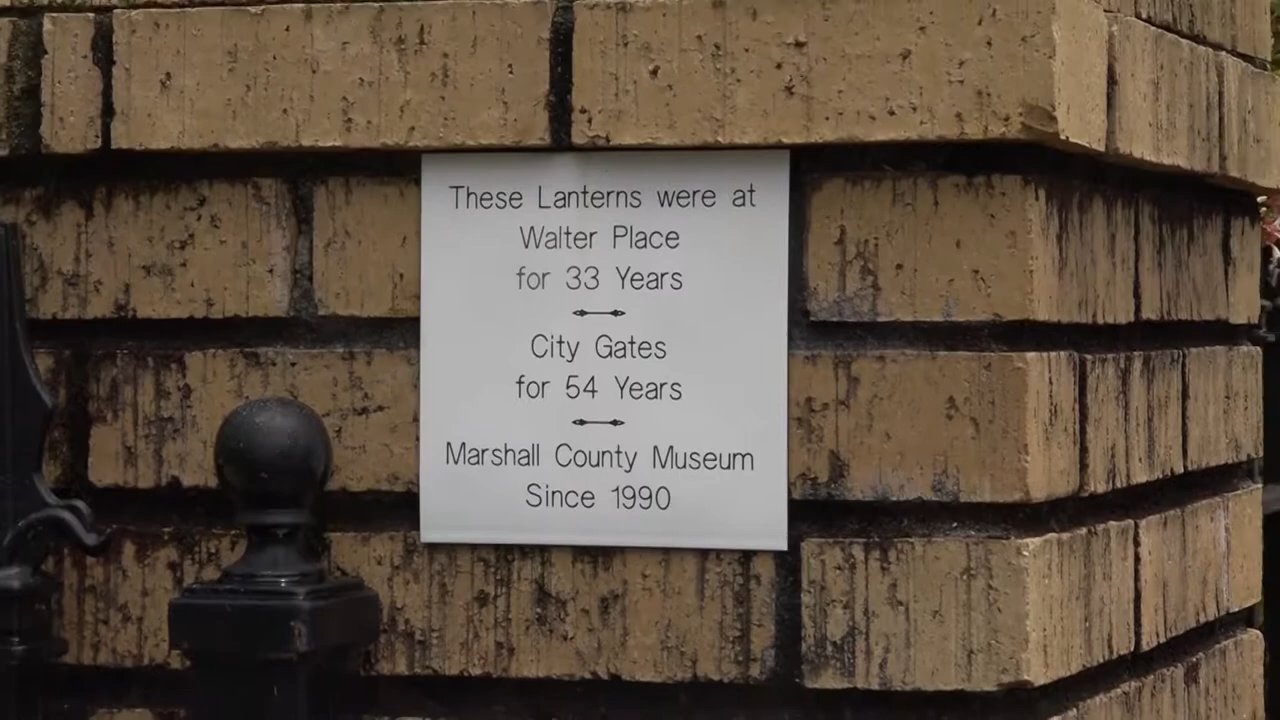 These Lanterns were at
Walter Place
for 33 Years
City Gates
for 54 Years
Marshall County Museum
Since 1990